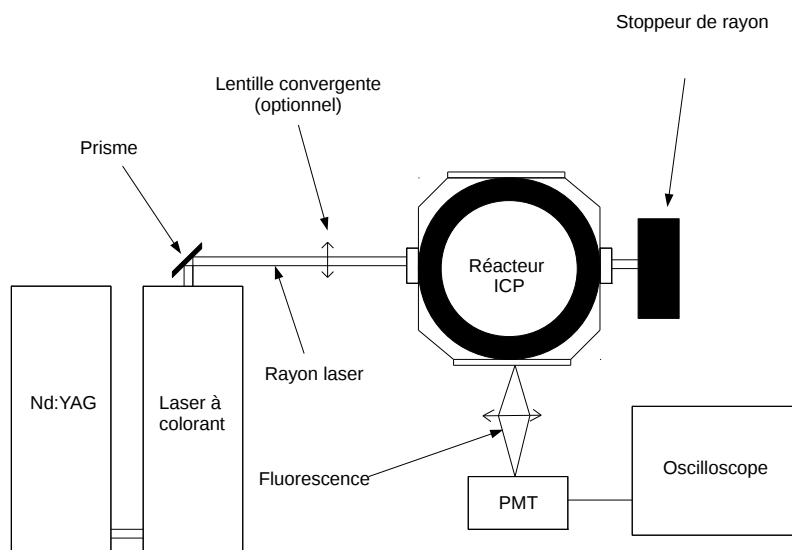 Stoppeur de rayon
Lentille convergente
(optionnel)
Prisme
Réacteur
ICP
Rayon laser
Nd:YAG
Laser à
colorant
Fluorescence
PMT
Oscilloscope